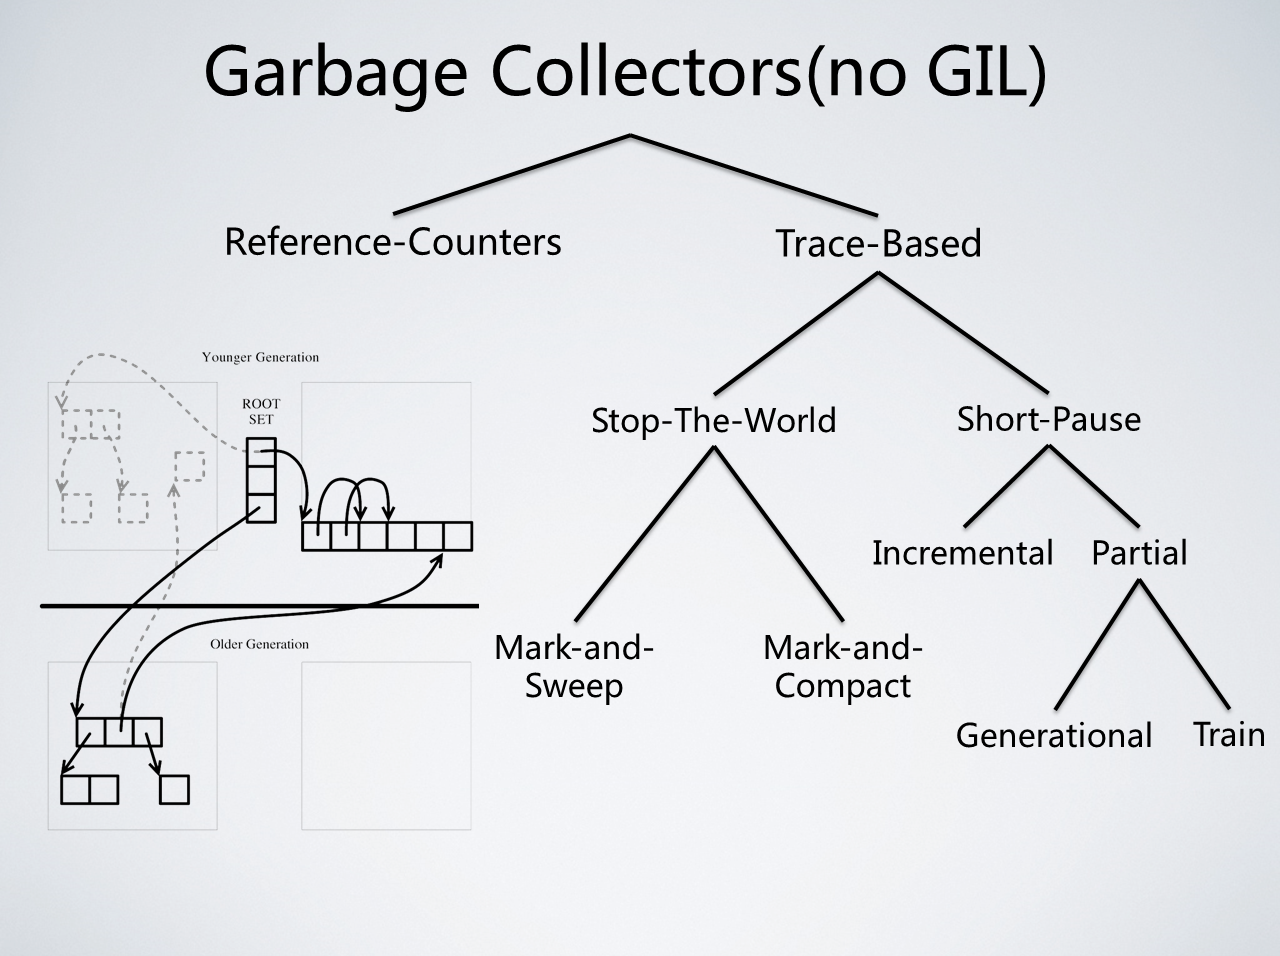 Garbage Collectors(no GIL)
Reference-Counters
Trace-Based
Younger Generation
ROOT
SET
Stop-The-World
Short-Pause
Incremental
Partial
Older Generation
Mark-and-
Sweep
Mark-and-
Compact
Generational
Train